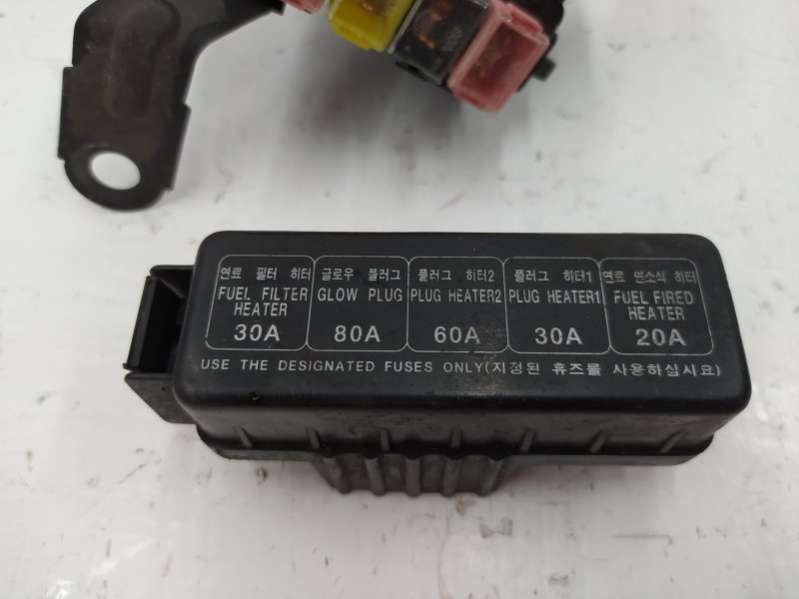 연료 필터 히터
FUEL FILTER
HEATER
30A
글로우 플러그
GLOW PLUG
80A
플러그 히터2
PLUG HEATER2
60A
플러그 히터1
PLUG HEATER1
30A
연료 연소식 히터
FUEL FIRED
HEATER
20A
USE THE DESIGNATED FUSES ONLY(지정된 휴즈를 사용하십시요)